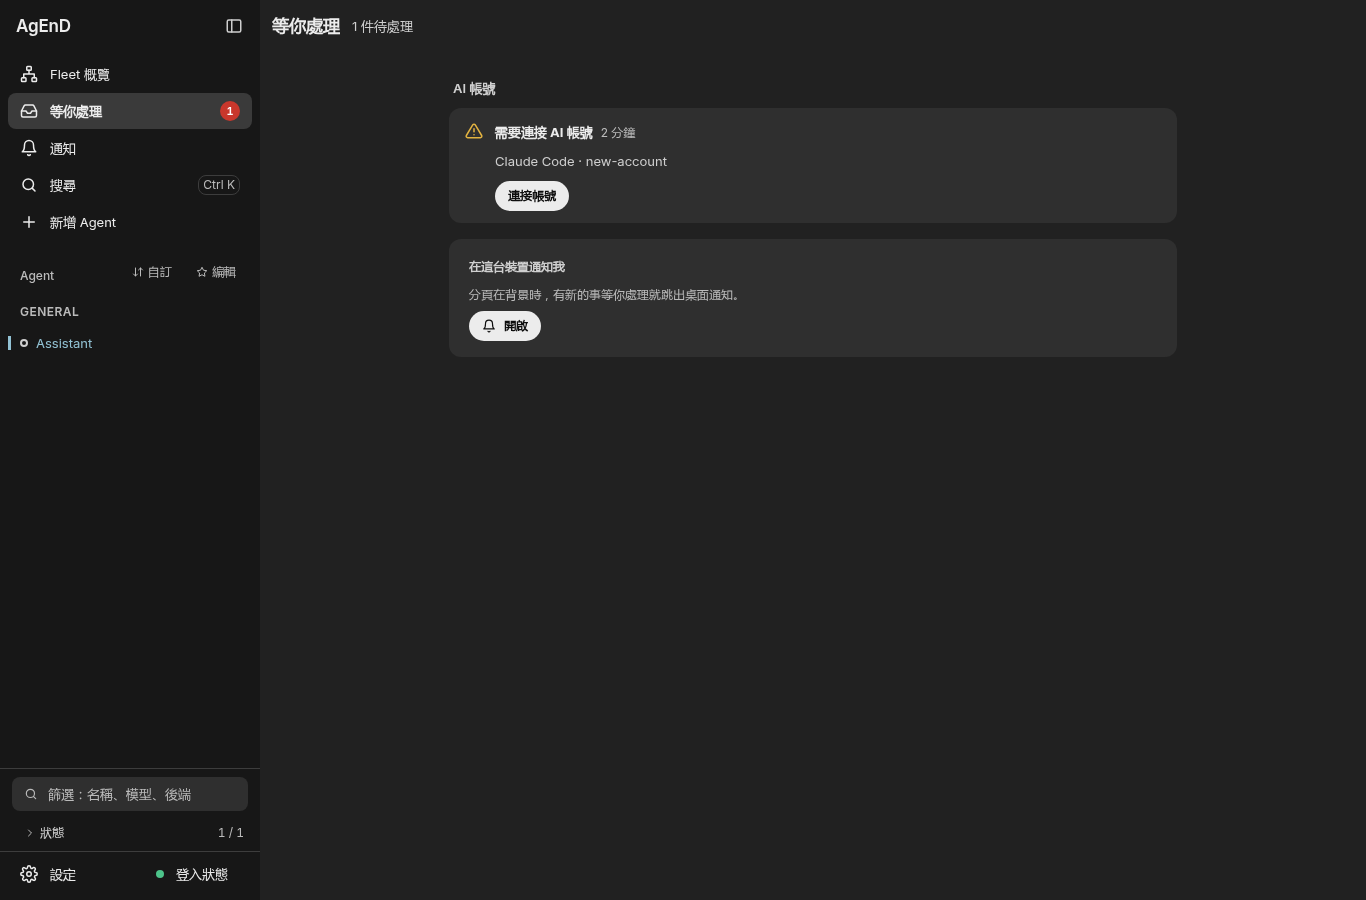 AgEnD
Fleet 概覽
等你處理 1
通知
搜尋 Ctrl K
新增 Agent
Agent 自訂 編輯
GENERAL
Assistant
篩選：名稱、模型、後端
狀態 1 / 1
設定 登入狀態
等你處理 1 件待處理
AI 帳號
需要連接 AI 帳號 2 分鐘
Claude Code · new-account
連接帳號
在這台裝置通知我
分頁在背景時，有新的事等你處理就跳出桌面通知。
開啟